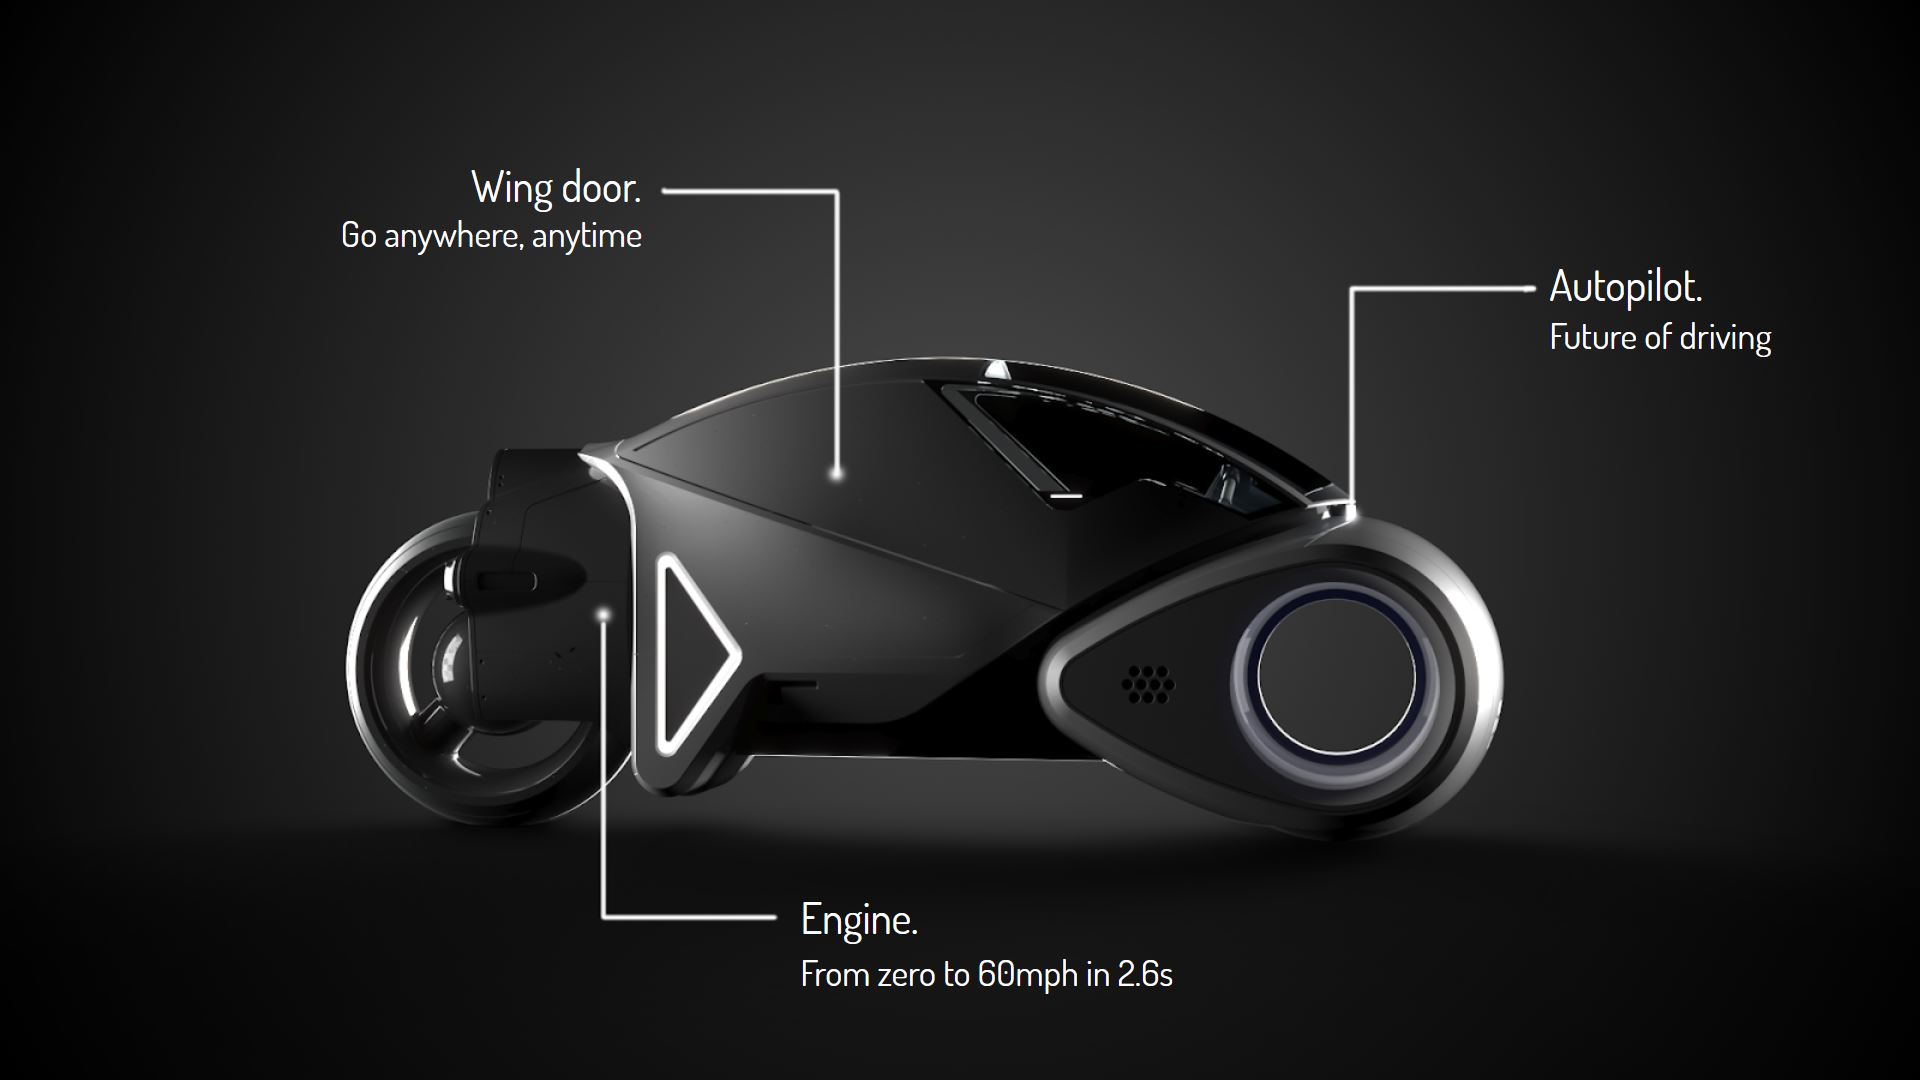 Wing door.
Go anywhere, anytime
Autopilot.
Future of driving
Engine.
From zero to 60mph in 2.6s